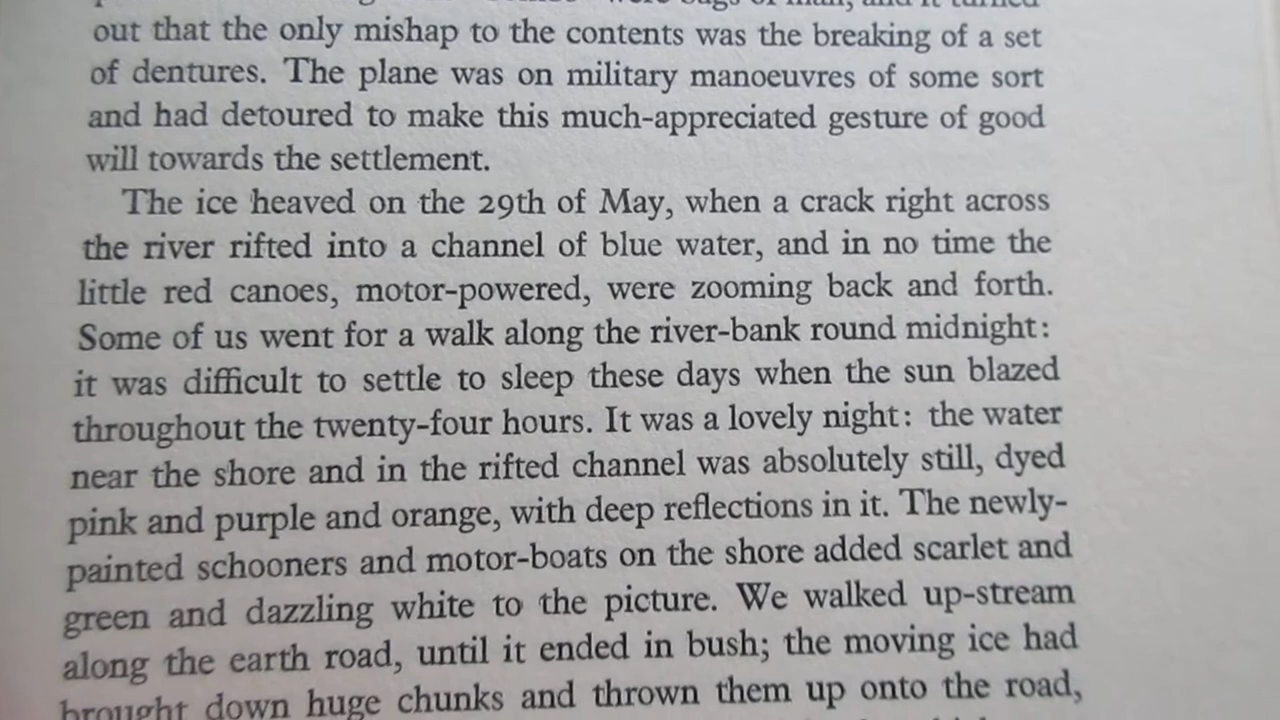 were bags of mail, and it turned
out that the only mishap to the contents was the breaking of a set
of dentures. The plane was on military manoeuvres of some sort
and had detoured to make this much-appreciated gesture of good
will towards the settlement.
The ice heaved on the 29th of May, when a crack right across
the river rifted into a channel of blue water, and in no time the
little red canoes, motor-powered, were zooming back and forth.
Some of us went for a walk along the river-bank round midnight:
it was difficult to settle to sleep these days when the sun blazed
throughout the twenty-four hours. It was a lovely night: the water
near the shore and in the rifted channel was absolutely still, dyed
pink and purple and orange, with deep reflections in it. The newly-
painted schooners and motor-boats on the shore added scarlet and
green and dazzling white to the picture. We walked up-stream
along the earth road, until it ended in bush; the moving ice had
brought down huge chunks and thrown them up onto the road,